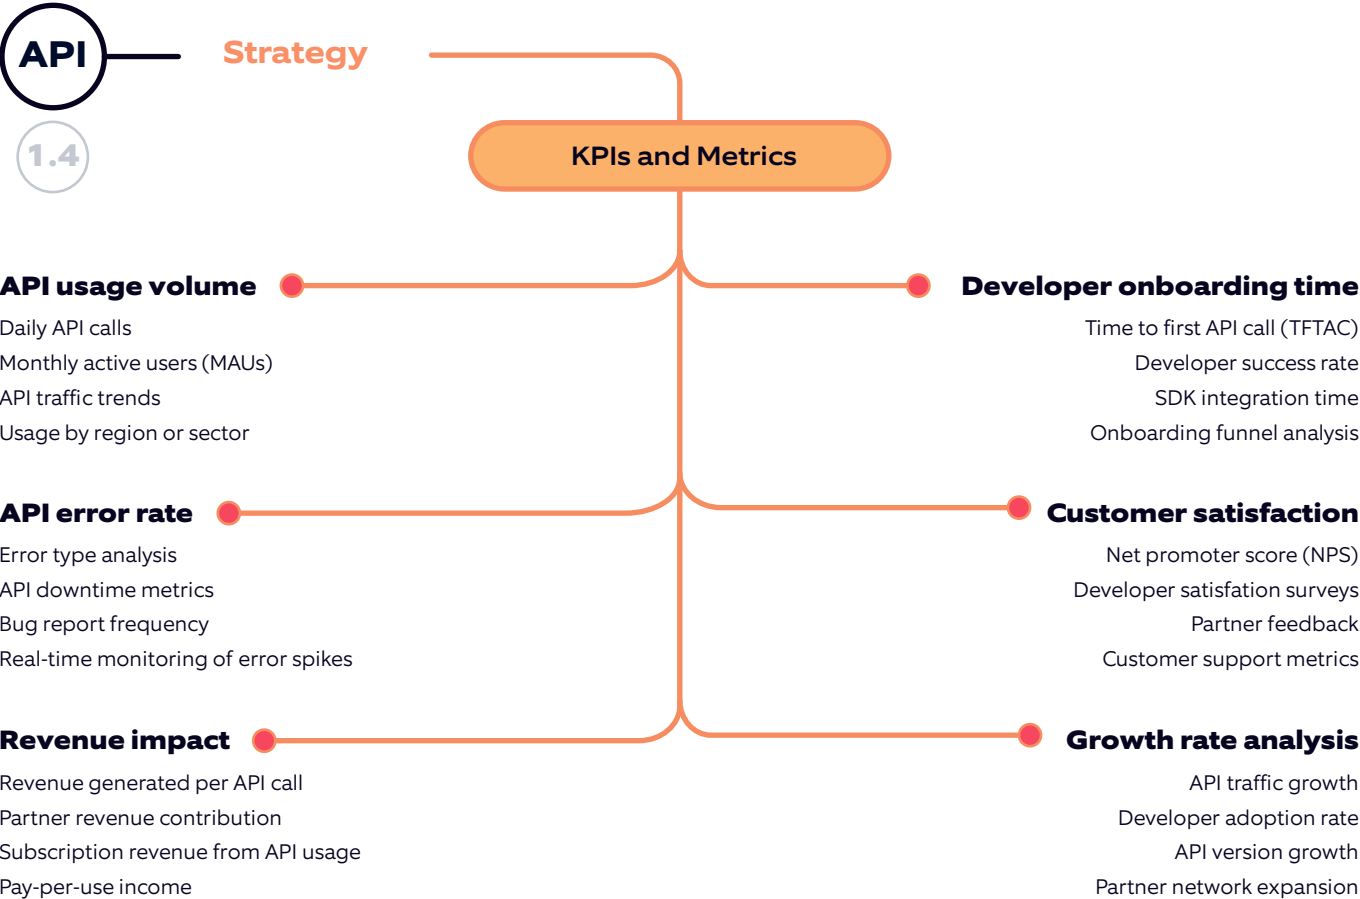 API
Strategy
1.4
KPIs and Metrics
API usage volume
Daily API calls
Monthly active users (MAUs)
API traffic trends
Usage by region or sector
Developer onboarding time
Time to first API call (TFTAC)
Developer success rate
SDK integration time
Onboarding funnel analysis
API error rate
Error type analysis
API downtime metrics
Bug report frequency
Real-time monitoring of error spikes
Customer satisfaction
Net promoter score (NPS)
Developer satisfation surveys
Partner feedback
Customer support metrics
Revenue impact
Revenue generated per API call
Partner revenue contribution
Subscription revenue from API usage
Pay-per-use income
Growth rate analysis
API traffic growth
Developer adoption rate
API version growth
Partner network expansion